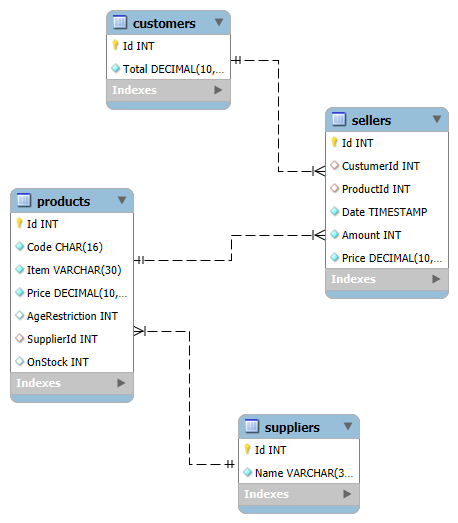 customers
Id INT
Total DECIMAL(10,...
Indexes
sellers
Id INT
CustumerId INT
ProductId INT
Date TIMESTAMP
Amount INT
Price DECIMAL(10,...
Indexes
products
Id INT
Code CHAR(16)
Item VARCHAR(30)
Price DECIMAL(10,...
AgeRestriction INT
SupplierId INT
OnStock INT
Indexes
suppliers
Id INT
Name VARCHAR(3...
Indexes